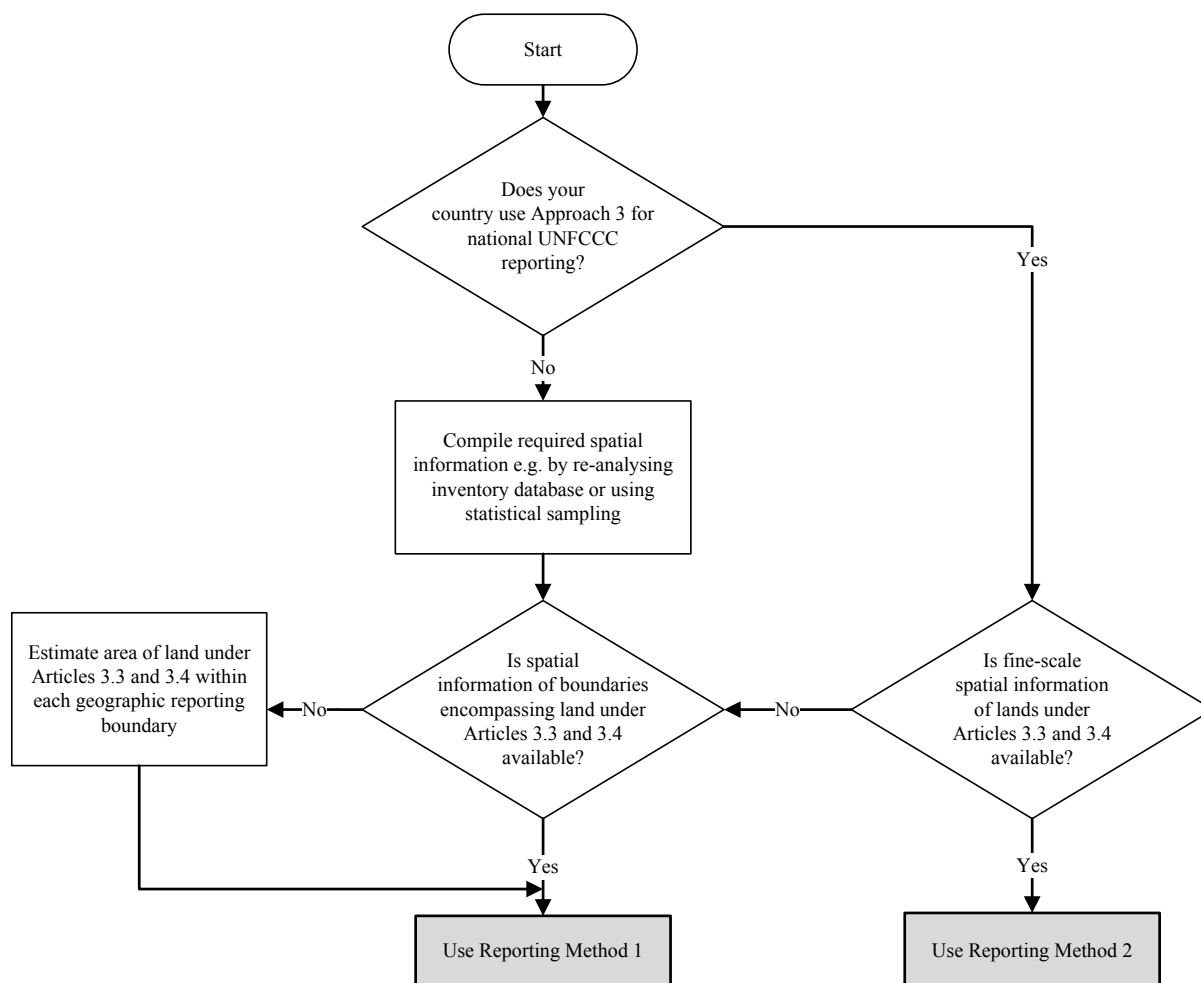 Start
Does your
country use Approach 3 for
national UNFCCC
reporting?
Yes
No
Compile required spatial
information e.g. by re-analysing
inventory database or using
statistical sampling
Estimate area of land under
Articles 3.3 and 3.4 within
each geographic reporting
boundary
No
Is spatial
information of boundaries
encompassing land under
Articles 3.3 and 3.4
available?
No
Is fine-scale
spatial information
of lands under
Articles 3.3 and 3.4
available?
Yes
Yes
Use Reporting Method 1
Use Reporting Method 2